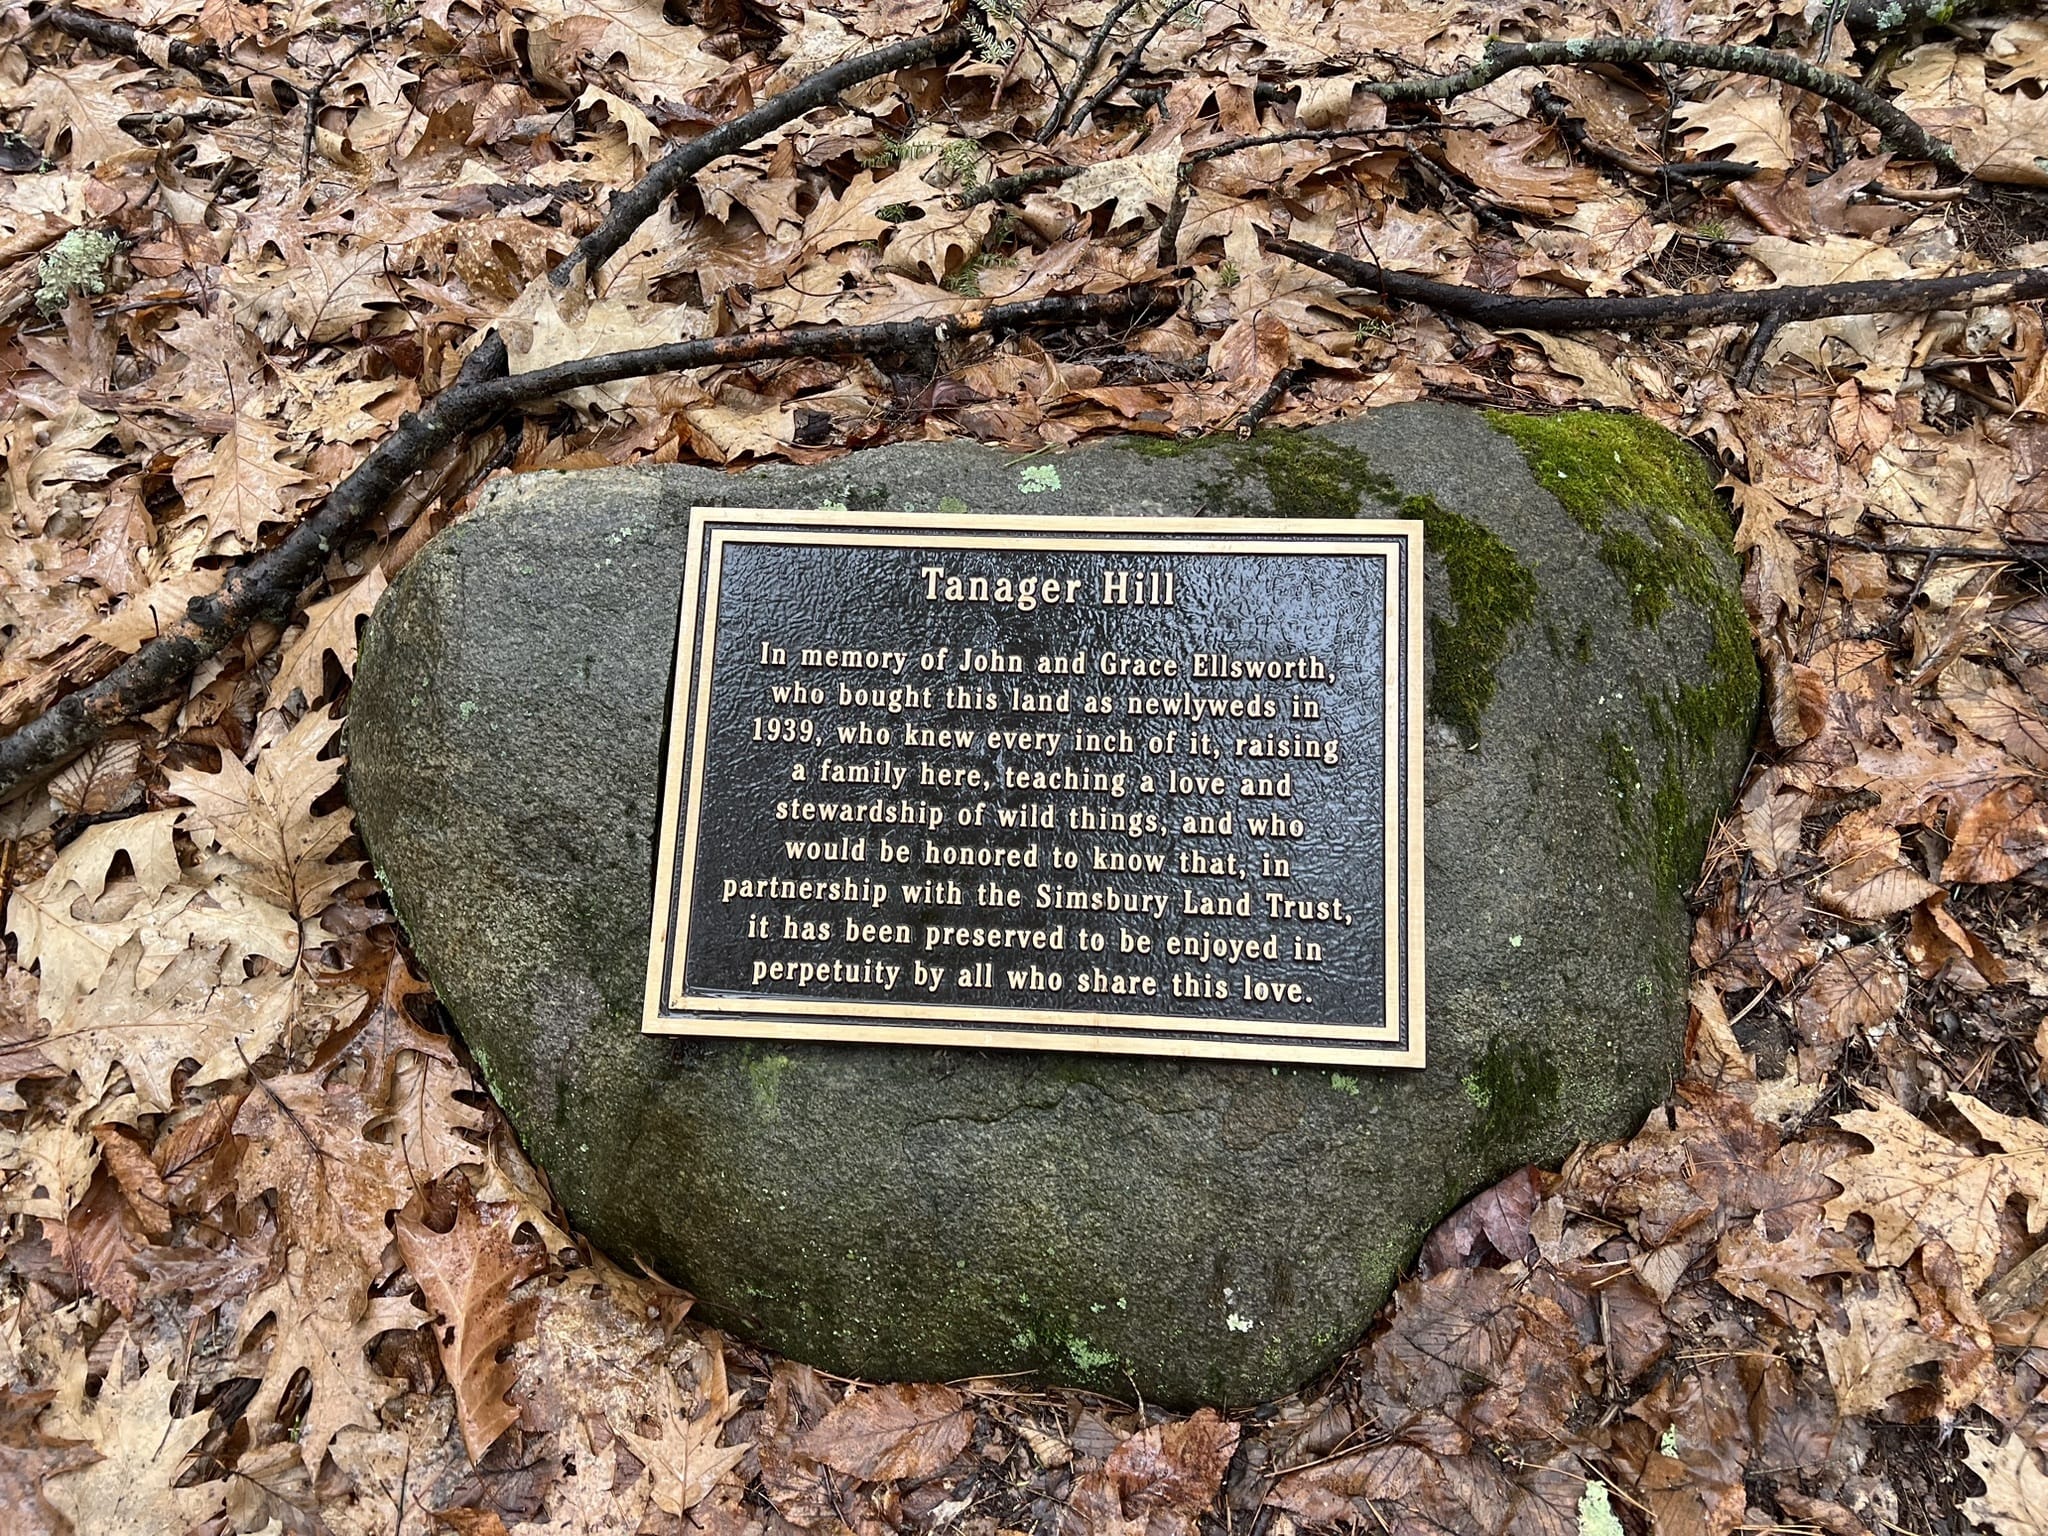 Tanager Hill
In memory of John and Grace Ellsworth,
who bought this land as newlyweds in
1939, who knew every inch of it, raising
a family here, teaching a love and
stewardship of wild things, and who
would be honored to know that, in
partnership with the Simsbury Land Trust,
it has been preserved to be enjoyed in
perpetuity by all who share this love.